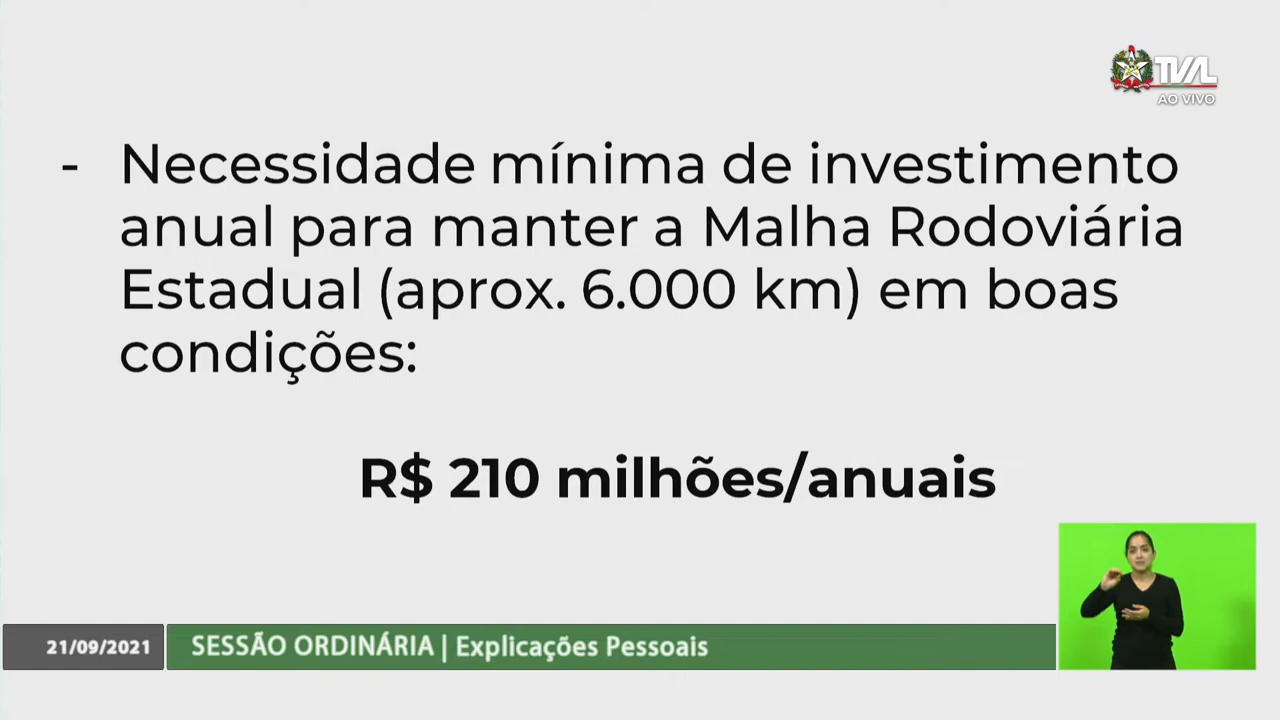 TVAL
AO VIVO
- Necessidade mínima de investimento
anual para manter a Malha Rodoviária
Estadual (aprox. 6.000 km) em boas
condições:
R$ 210 milhões/anuais
21/09/2021 SESSÃO ORDINÁRIA | Explicações Pessoais